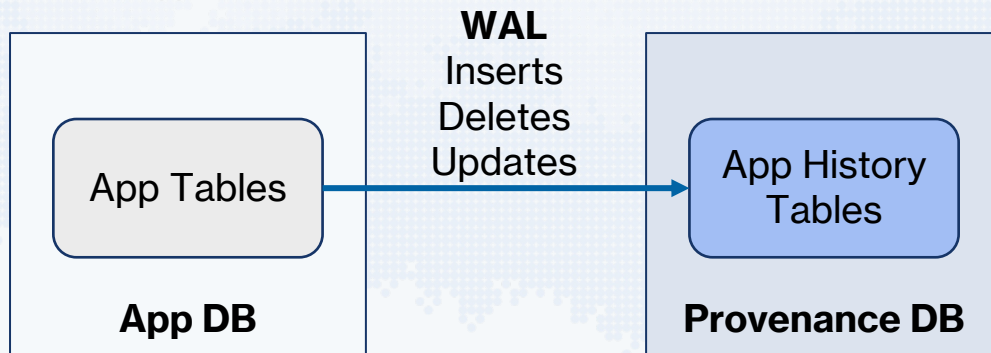 WAL
Inserts
Deletes
Updates
App Tables
App History
Tables
App DB
Provenance DB